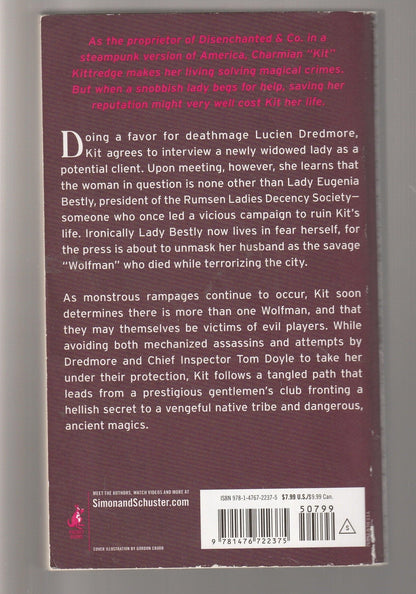 As the proprietor of Disenchanted & Co. in a
steampunk version of America, Charmian "Kit"
Kittredge makes her living solving magical crimes.
But when a snobbish lady begs for help, saving her
reputation might very well cost Kit her life.
Doing a favor for deathmage Lucien Dredmore,
Kit agrees to interview a newly widowed lady as a
potential client. Upon meeting, however, she learns that
the woman in question is none other than Lady Eugenia
Bestly, president of the Rumsen Ladies Decency Society—
someone who once led a vicious campaign to ruin Kit's
life. Ironically Lady Bestly now lives in fear herself, for
the press is about to unmask her husband as the savage
"Wolfman" who died while terrorizing the city.
As monstrous rampages continue to occur, Kit soon
determines there is more than one Wolfman, and that
they may themselves be victims of evil players. While
avoiding both mechanized assassins and attempts by
Dredmore and Chief Inspector Tom Doyle to take her
under their protection, Kit follows a tangled path that
leads from a prestigious gentlemen's club fronting a
hellish secret to a vengeful native tribe and dangerous,
ancient magics.
MEET THE AUTHORS, WATCH VIDEOS AND MORE AT
SimonandSchuster.com
COVER ILLUSTRATION BY GORDON CRABB
ISBN 978-1-4767-2237-5 $7.99 U.S./$9.99 Can.
50799
9 781476 722375
S